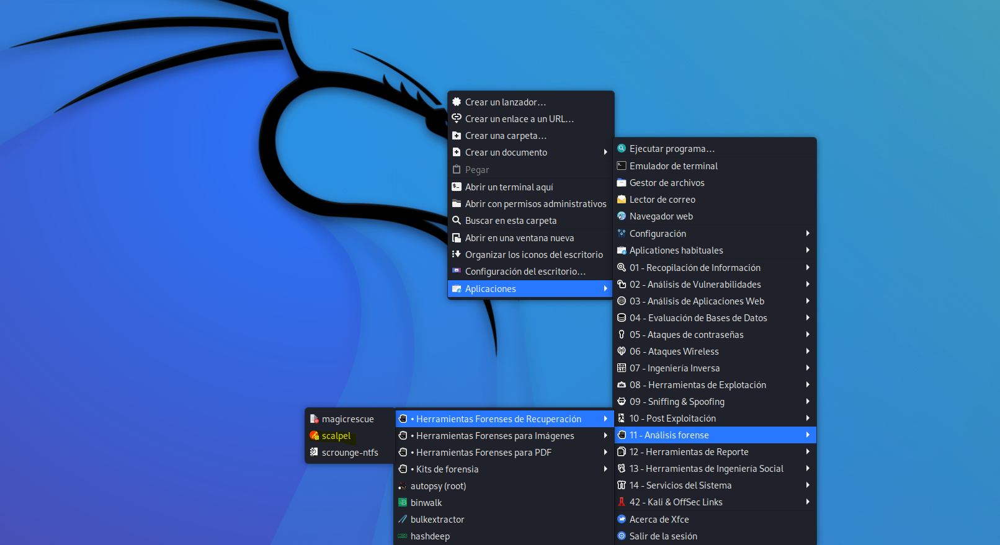 Crear un lanzador...
Crear un enlace a un URL...
Crear una carpeta...
Crear un documento
Pegar
Abrir un terminal aquí
Abrir con permisos administrativos
Buscar en esta carpeta
Abrir en una ventana nueva
Organizar los iconos del escritorio
Configuración del escritorio...
Aplicaciones
Ejecutar programa...
Emulador de terminal
Gestor de archivos
Lector de correo
Navegador web
Configuración
Aplicationes habituales
01 - Recopilación de Información
02 - Análisis de Vulnerabilidades
03 - Análisis de Aplicaciones Web
04 - Evaluación de Bases de Datos
05 - Ataques de contraseñas
06 - Ataques Wireless
07 - Ingeniería Inversa
08 - Herramientas de Explotación
09 - Sniffing & Spoofing
10 - Post Exploitación
11 - Análisis forense
12 - Herramientas de Reporte
13 - Herramientas de Ingeniería Social
14 - Servicios del Sistema
42 - Kali & OffSec Links
Acerca de Xfce
Salir de la sesión
• Herramientas Forenses de Recuperación
• Herramientas Forenses para Imágenes
• Herramientas Forenses para PDF
• Kits de forensia
autopsy (root)
binwalk
bulkextractor
hashdeep
magicrescue
scalpel
scrounge-ntfs